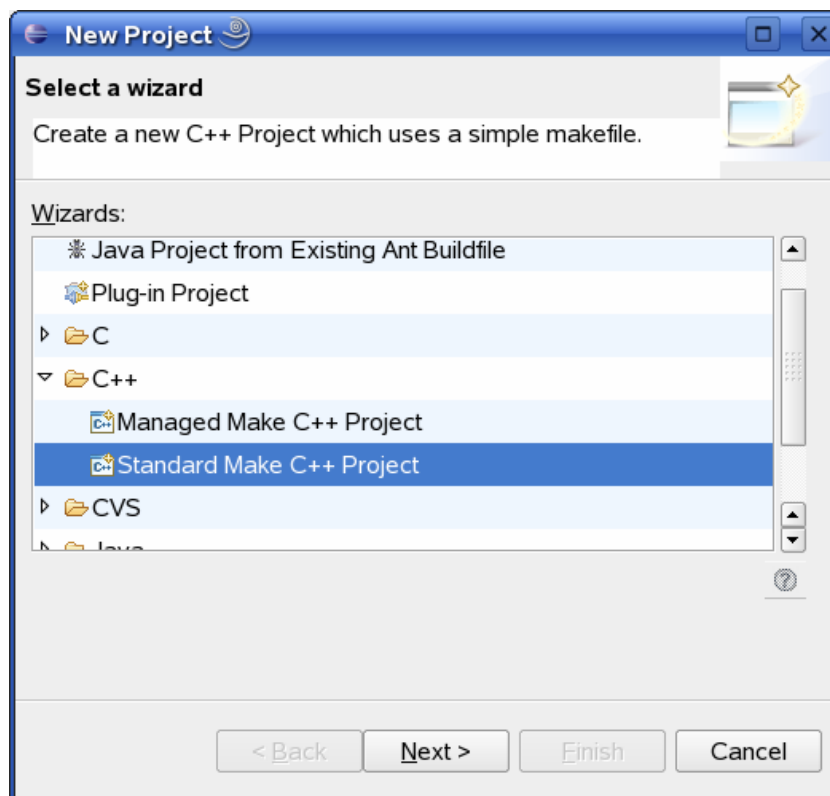 New Project
Select a wizard
Create a new C++ Project which uses a simple makefile.
Wizards:
Java Project from Existing Ant Buildfile
Plug-in Project
C
C++
Managed Make C++ Project
Standard Make C++ Project
CVS
Java
< Back Next > Finish Cancel